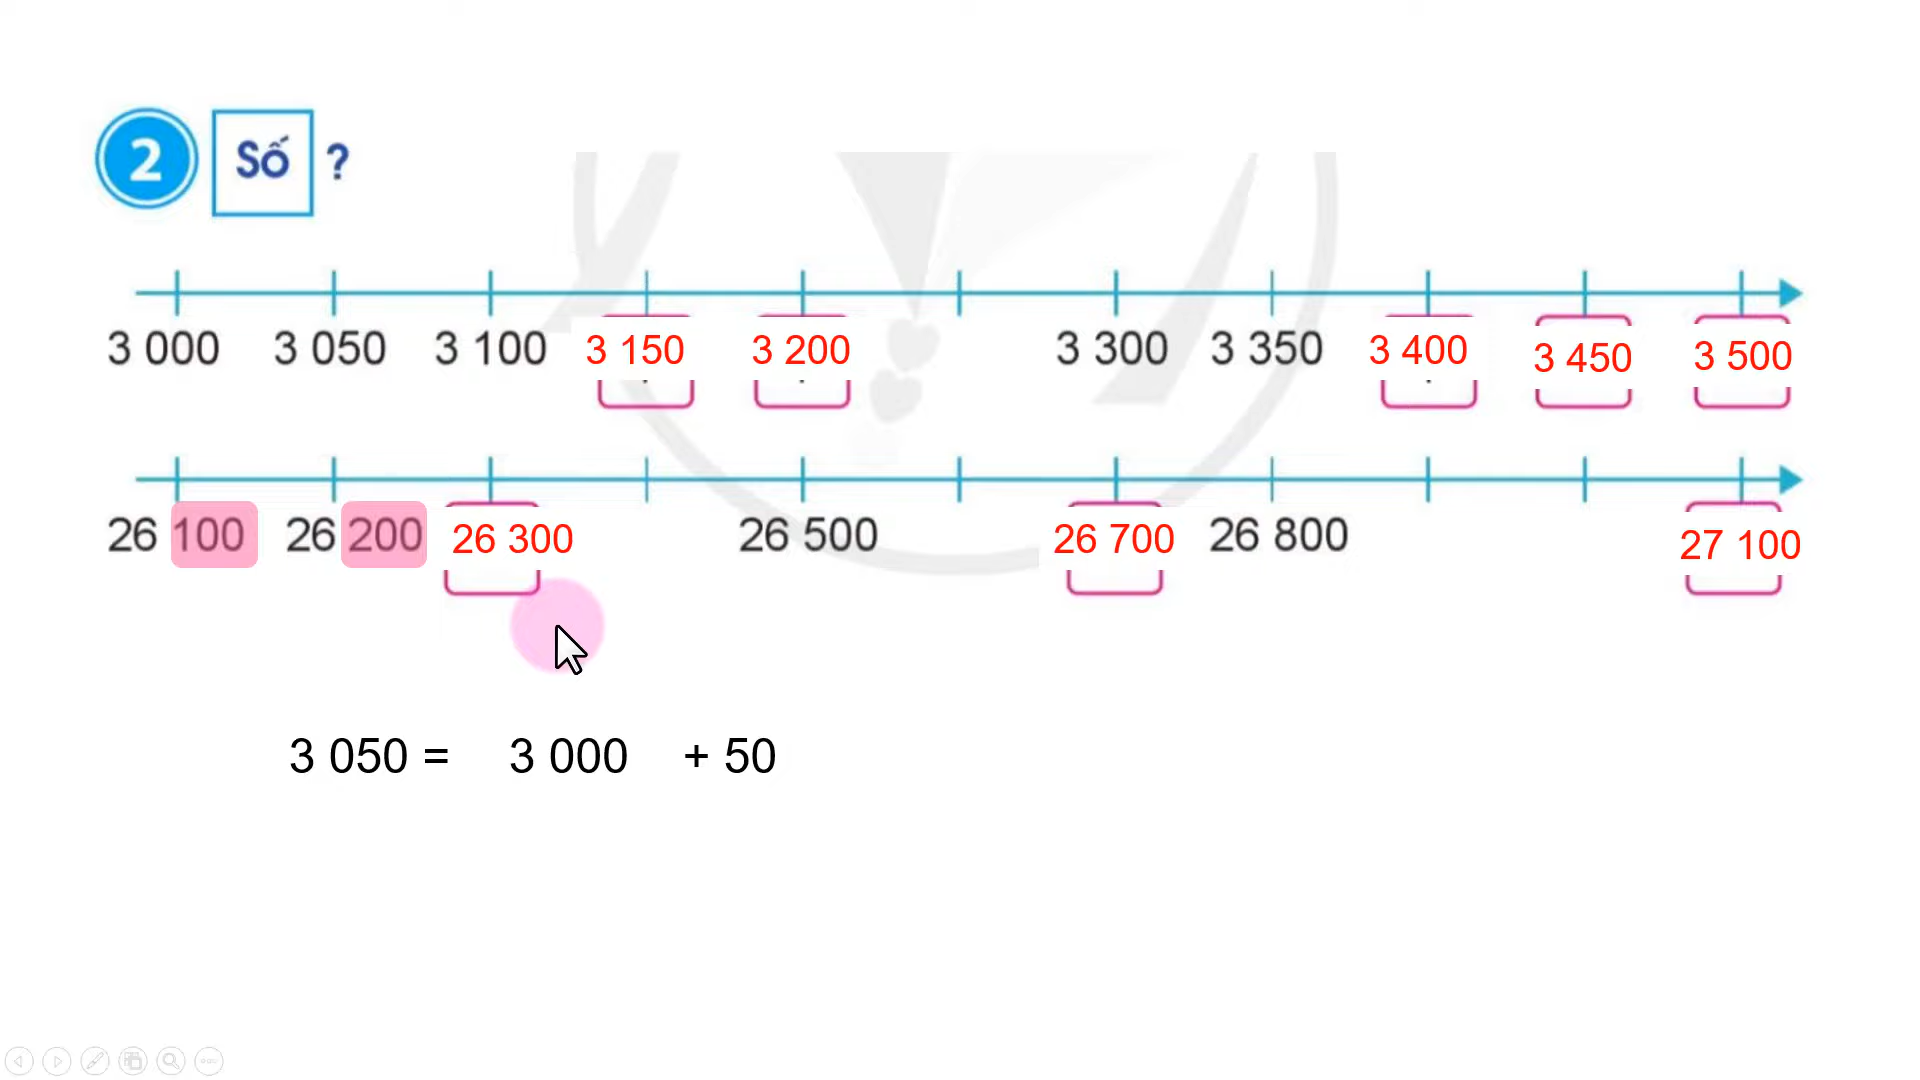 2 Số ?
3 000 3 050 3 100 3 150 3 200 3 300 3 350 3 400 3 450 3 500
26 100 26 200 26 300 26 500 26 700 26 800 27 100
3 050 = 3 000 + 50